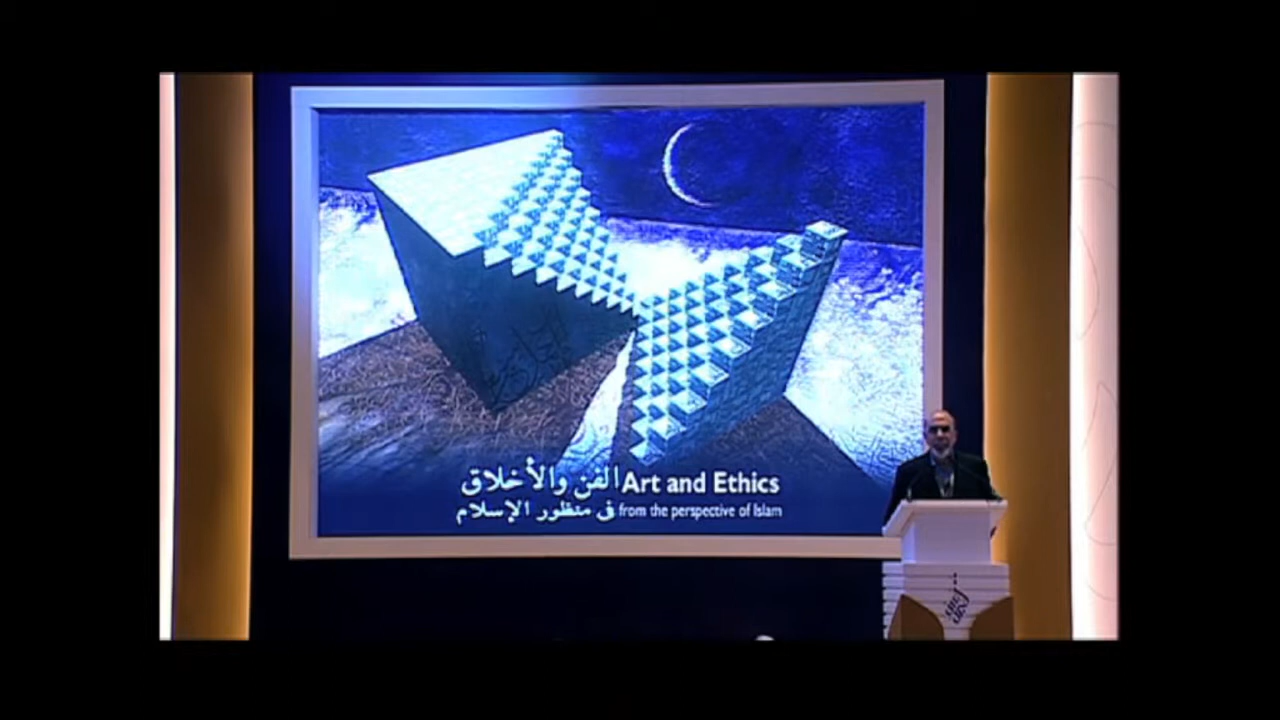 الفن والأخلاق Art and Ethics
في منظور الإسلام from the perspective of Islam